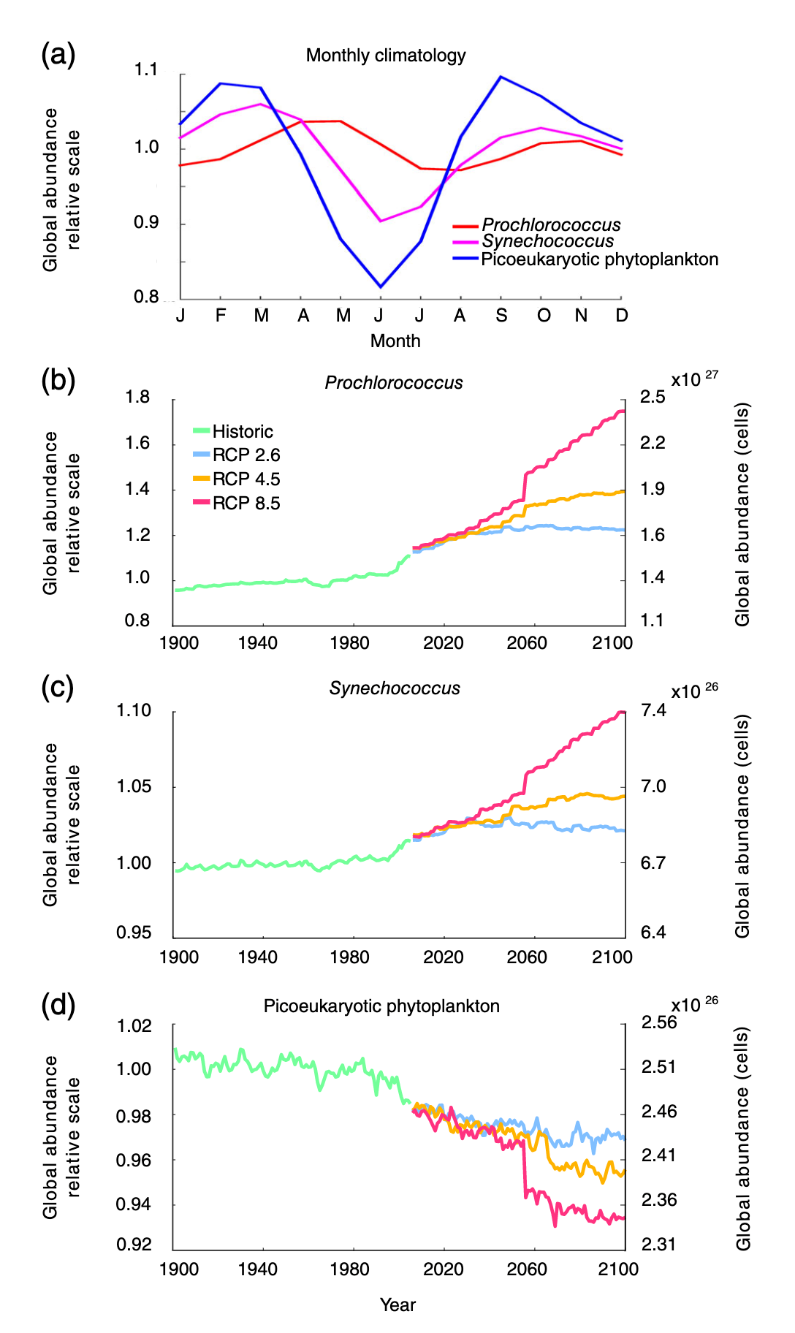 (a)
Monthly climatology
Global abundance
relative scale
1.1
1.0
0.9
0.8
Prochlorococcus
Synechococcus
Picoeukaryotic phytoplankton
J F M A M J J A S O N D
Month
(b)
Prochlorococcus
x10 27
Global abundance
relative scale
1.8
1.6
1.4
1.2
1.0
0.8
Historic
RCP 2.6
RCP 4.5
RCP 8.5
2.5
2.2
1.9
1.6
1.4
1.1
Global abundance (cells)
1900 1940 1980 2020 2060 2100
(c)
Synechococcus
x10 26
Global abundance
relative scale
1.10
1.05
1.00
0.95
7.4
7.0
6.7
6.4
Global abundance (cells)
1900 1940 1980 2020 2060 2100
(d)
Picoeukaryotic phytoplankton
x10 26
Global abundance
relative scale
1.02
1.00
0.98
0.96
0.94
0.92
2.56
2.51
2.46
2.41
2.36
2.31
Global abundance (cells)
1900 1940 1980 2020 2060 2100
Year